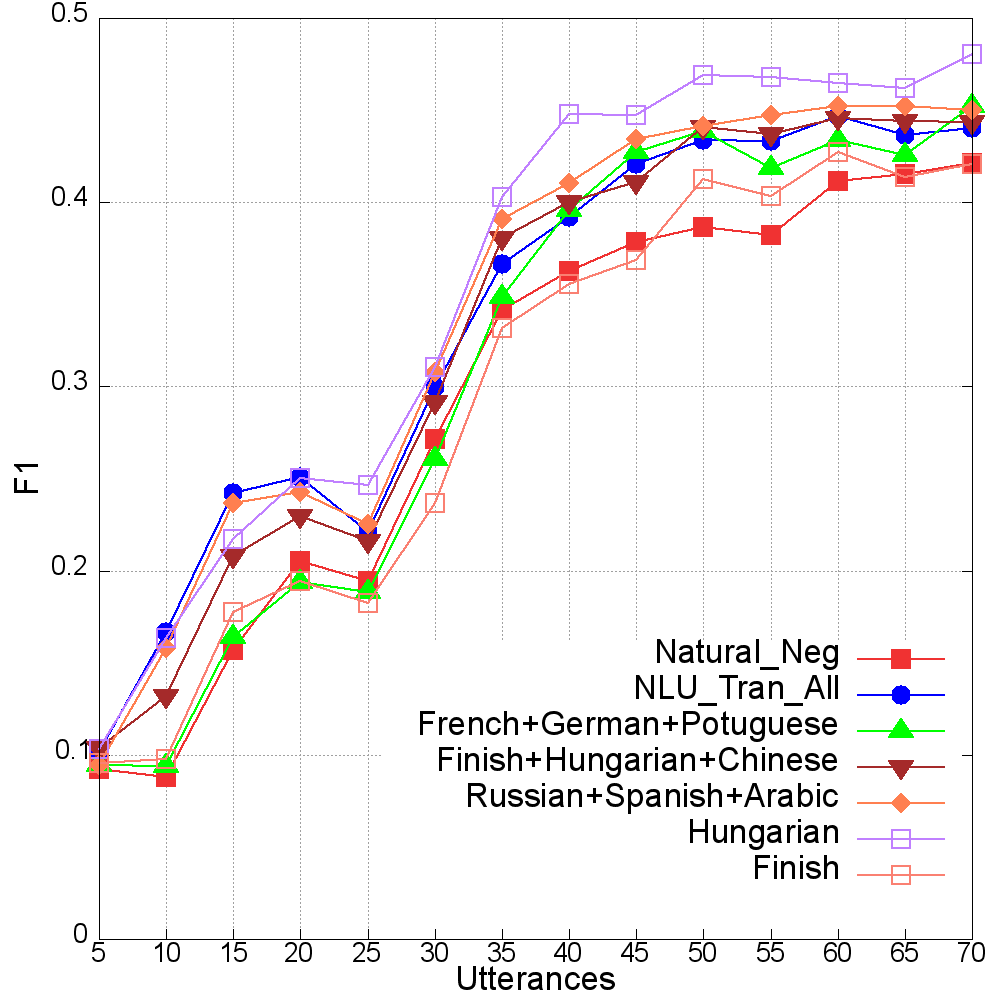 0.5
0.4
0.3
0.2
0.1
0
F1
5 10 15 20 25 30 35 40 45 50 55 60 65 70
Utterances
Natural_Neg
NLU_Tran_All
French+German+Potuguese
Finish+Hungarian+Chinese
Russian+Spanish+Arabic
Hungarian
Finish